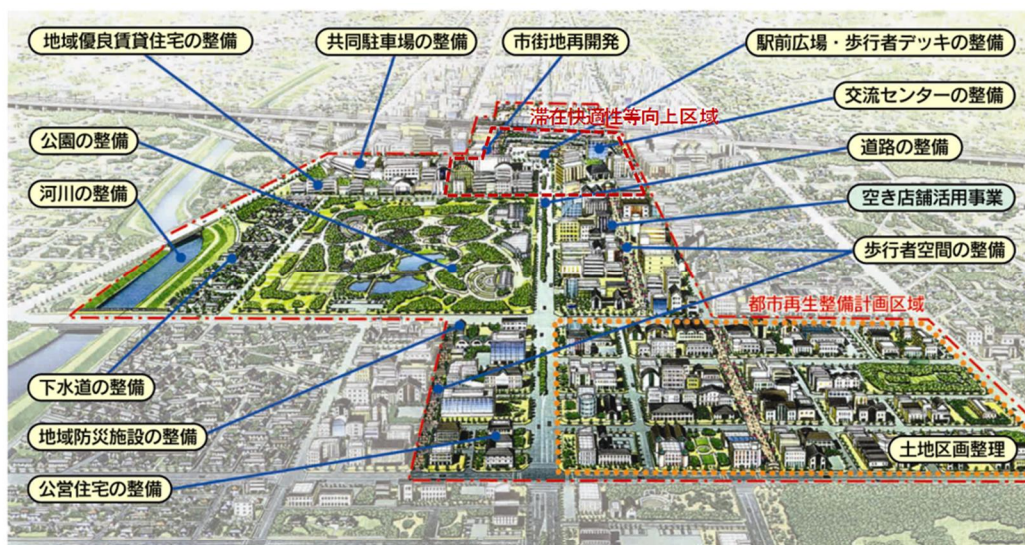 地域優良賃貸住宅の整備
共同駐車場の整備
市街地再開発
駅前広場・歩行者デッキの整備
滞在快適性等向上区域
交流センターの整備
公園の整備
道路の整備
河川の整備
空き店舗活用事業
歩行者空間の整備
都市再生整備計画区域
下水道の整備
地域防災施設の整備
土地区画整理
公営住宅の整備